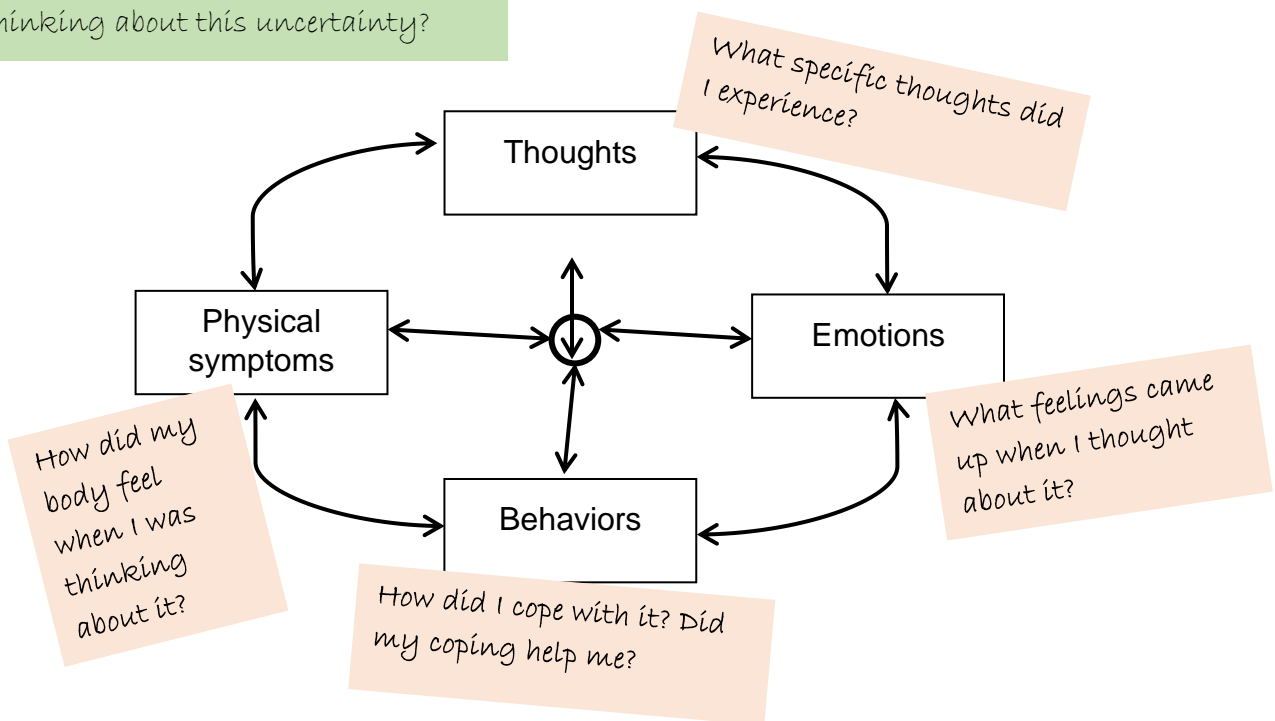 thinking about this uncertainty?
What specific thoughts did
I experience?
Thoughts
Physical
symptoms
Emotions
What feelings came
up when I thought
about it?
How did my
body feel
when I was
thinking
about it?
Behaviors
How did I cope with it? Did
my coping help me?